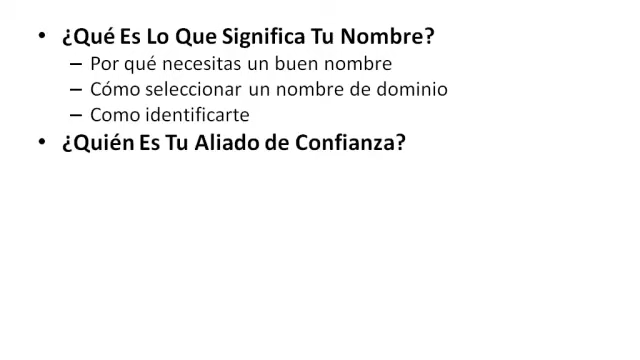 • ¿Qué Es Lo Que Significa Tu Nombre?
– Por qué necesitas un buen nombre
– Cómo seleccionar un nombre de dominio
– Como identificarte
• ¿Quién Es Tu Aliado de Confianza?